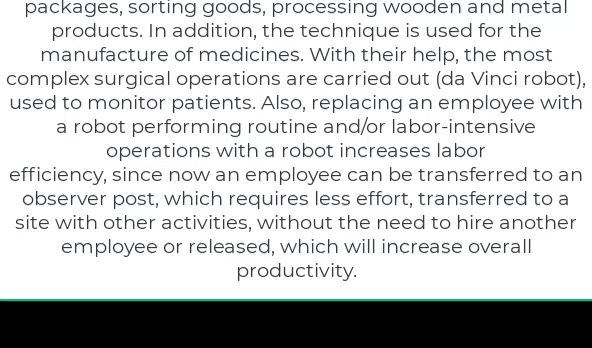 packages, sorting goods, processing wooden and metal
products. In addition, the technique is used for the
manufacture of medicines. With their help, the most
complex surgical operations are carried out (da Vinci robot),
used to monitor patients. Also, replacing an employee with
a robot performing routine and/or labor-intensive
operations with a robot increases labor
efficiency, since now an employee can be transferred to an
observer post, which requires less effort, transferred to a
site with other activities, without the need to hire another
employee or released, which will increase overall
productivity.